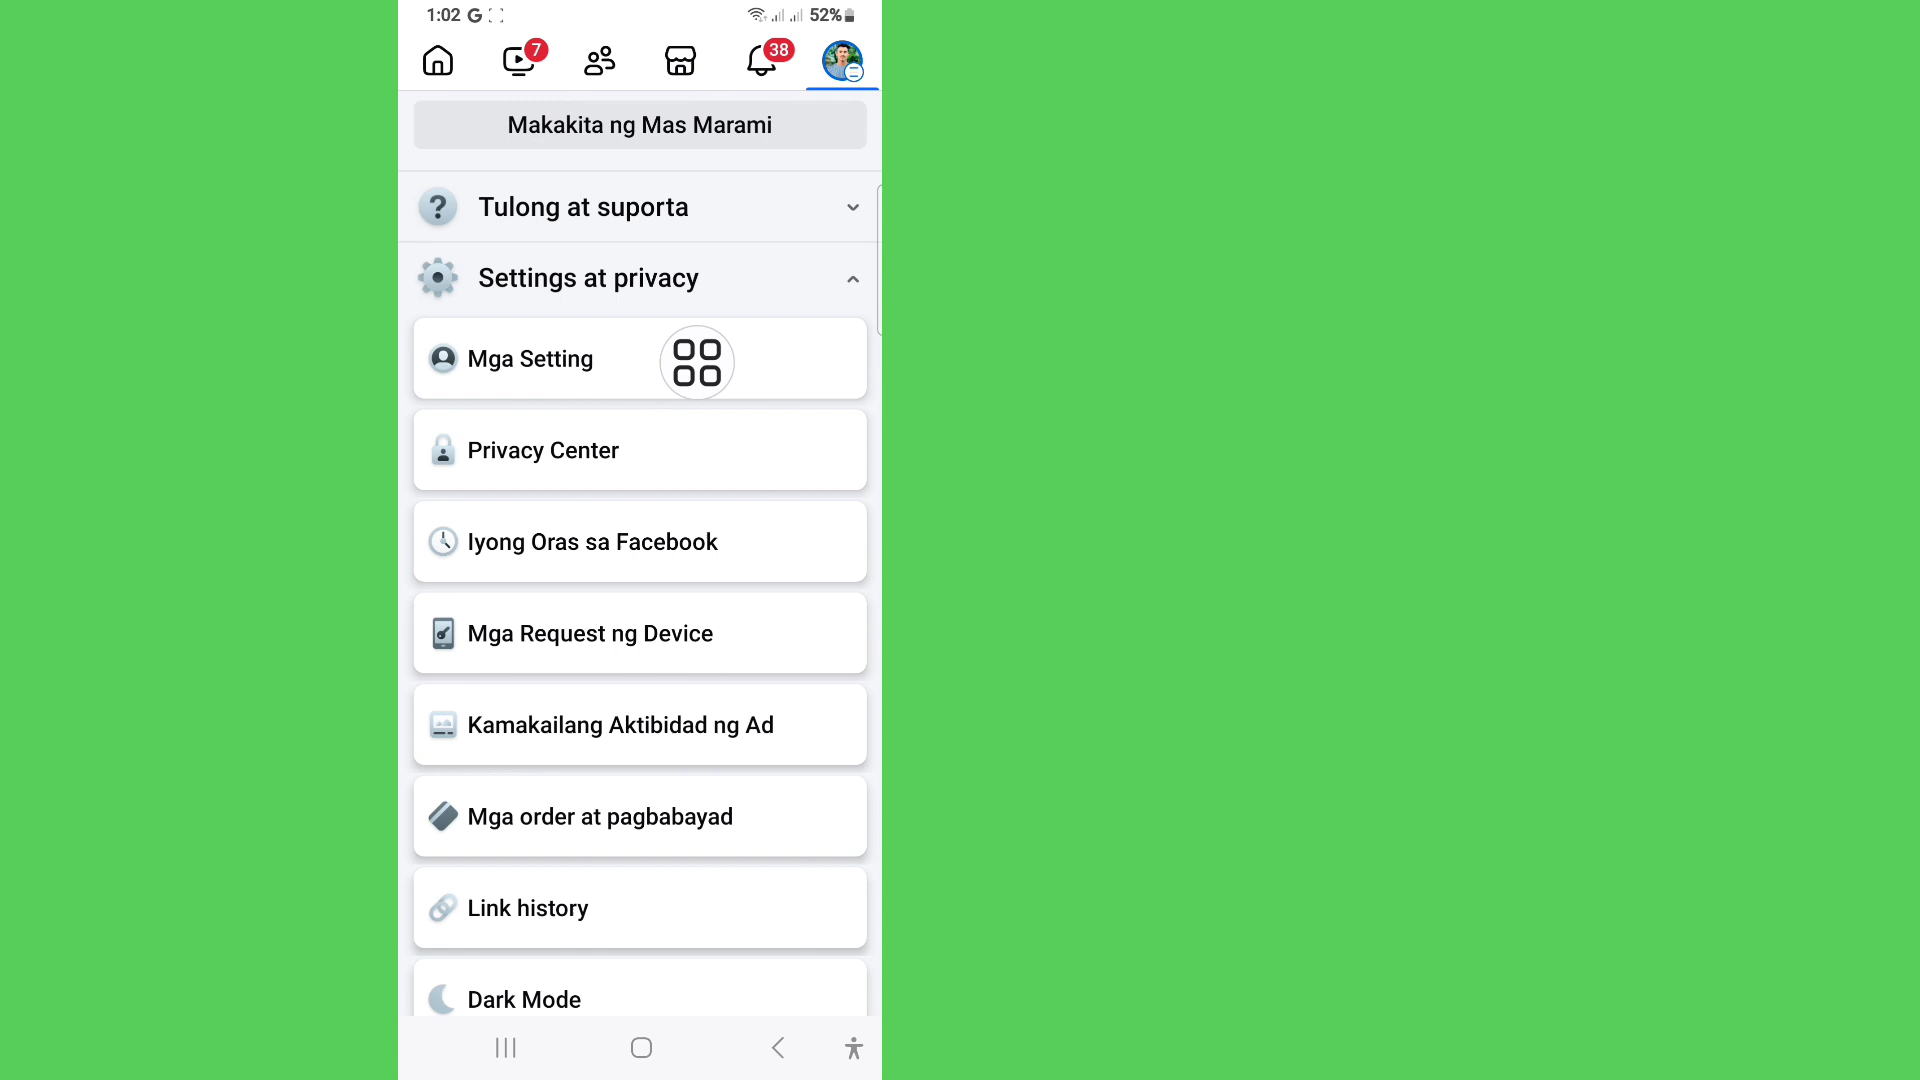 1:02 G 52%
7
38
Makakita ng Mas Marami
Tulong at suporta
Settings at privacy
Mga Setting
Privacy Center
Iyong Oras sa Facebook
Mga Request ng Device
Kamakailang Aktibidad ng Ad
Mga order at pagbabayad
Link history
Dark Mode